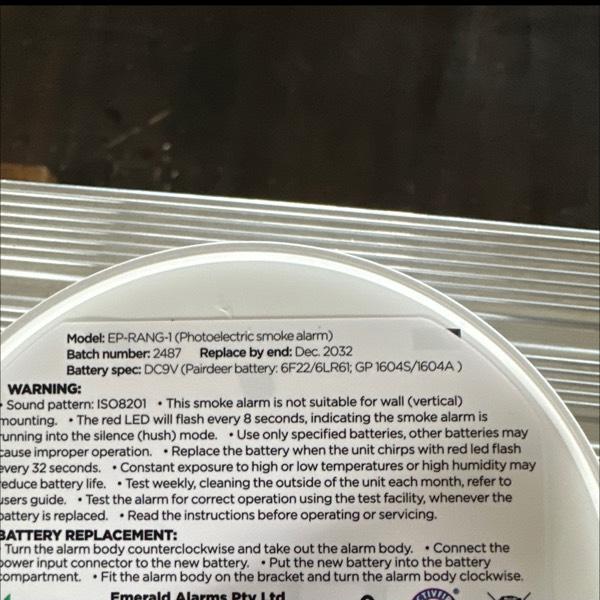 Model: EP-RANG-1 (Photoelectric smoke alarm)
Batch number: 2487 Replace by end: Dec. 2032
Battery spec: DC9V (Pairdeer battery: 6F22/6LR61; GP 1604S/1604A )
WARNING:
• Sound pattern: ISO8201 • This smoke alarm is not suitable for wall (vertical)
mounting. • The red LED will flash every 8 seconds, indicating the smoke alarm is
running into the silence (hush) mode. • Use only specified batteries, other batteries may
cause improper operation. • Replace the battery when the unit chirps with red led flash
every 32 seconds. • Constant exposure to high or low temperatures or high humidity may
reduce battery life. • Test weekly, cleaning the outside of the unit each month, refer to
users guide. • Test the alarm for correct operation using the test facility, whenever the
battery is replaced. • Read the instructions before operating or servicing.
BATTERY REPLACEMENT:
Turn the alarm body counterclockwise and take out the alarm body. • Connect the
power input connector to the new battery. • Put the new battery into the battery
compartment. • Fit the alarm body on the bracket and turn the alarm body clockwise.
Emerald Alarms Pty Ltd